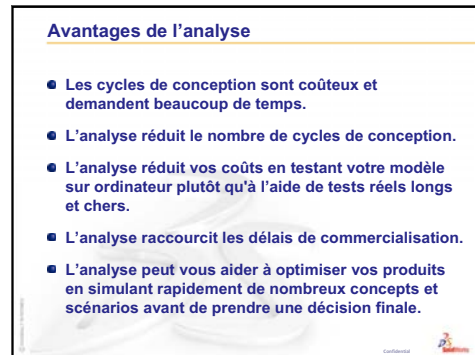 Avantages de l’analyse
Les cycles de conception sont coûteux et
demandent beaucoup de temps.
L’analyse réduit le nombre de cycles de conception.
L’analyse réduit vos coûts en testant votre modèle
sur ordinateur plutôt qu'à l’aide de tests réels longs
et chers.
L’analyse raccourcit les délais de commercialisation.
L’analyse peut vous aider à optimiser vos produits
en simulant rapidement de nombreux concepts et
scénarios avant de prendre une décision finale.
Confidential
SolidWorks